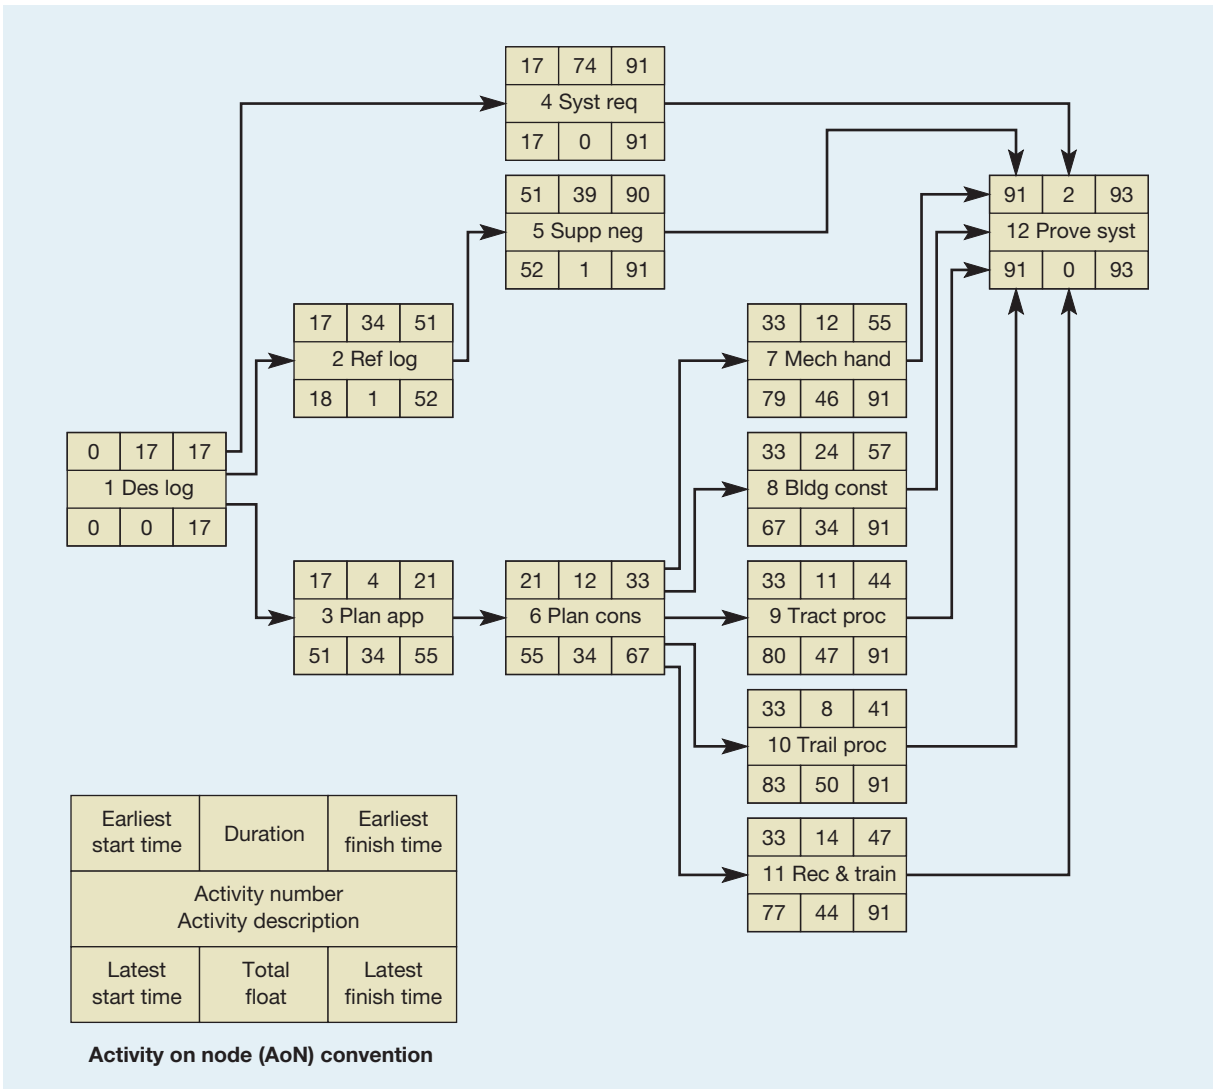 17 74 91
4 Syst req
17 0 91
51 39 90
5 Supp neg
52 1 91
91 2 93
12 Prove syst
91 0 93
17 34 51
2 Ref log
18 1 52
33 12 55
7 Mech hand
79 46 91
0 17 17
1 Des log
0 0 17
33 24 57
8 Bldg const
67 34 91
17 4 21
3 Plan app
51 34 55
21 12 33
6 Plan cons
55 34 67
33 11 44
9 Tract proc
80 47 91
33 8 41
10 Trail proc
83 50 91
33 14 47
11 Rec & train
77 44 91
Earliest
start time
Duration
Earliest
finish time
Activity number
Activity description
Latest
start time
Total
float
Latest
finish time
Activity on node (AoN) convention